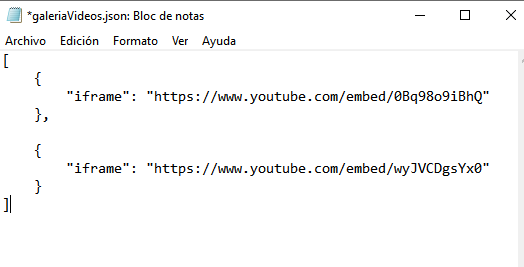 *galeriaVideos.json: Bloc de notas
Archivo Edición Formato Ver Ayuda
[
{
"iframe": "https://www.youtube.com/embed/0Bq98o9iBhQ"
},
{
"iframe": "https://www.youtube.com/embed/wyJVCDgsYx0"
}
]